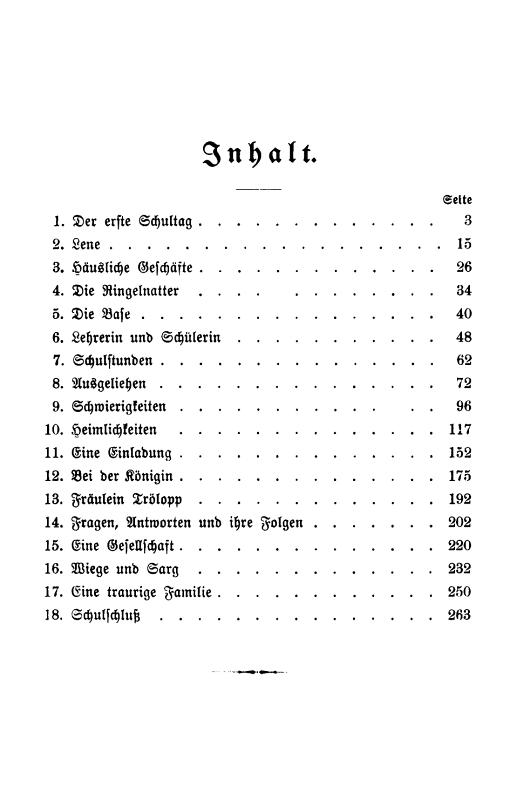 Inhalt.
Seite
1. Der erste Schultag . . . . . . . . . . . . . 3
2. Lene . . . . . . . . . . . . . . . . . . 15
3. Häusliche Geschäfte . . . . . . . . . . . . . 26
4. Die Ringelnatter . . . . . . . . . . . . 34
5. Die Base . . . . . . . . . . . . . . . . 40
6. Lehrerin und Schülerin . . . . . . . . . . . 48
7. Schulstunden . . . . . . . . . . . . . . . 62
8. Ausgeliehen . . . . . . . . . . . . . . . 72
9. Schwierigkeiten . . . . . . . . . . . . . 96
10. Heimlichkeiten . . . . . . . . . . . . . . 117
11. Eine Einladung . . . . . . . . . . . . . . 152
12. Bei der Königin . . . . . . . . . . . . . . 175
13. Fräulein Trölopp . . . . . . . . . . . . . 192
14. Fragen, Antworten und ihre Folgen . . . . . . . 202
15. Eine Gesellschaft . . . . . . . . . . . . . . 220
16. Wiege und Sarg . . . . . . . . . . . . . 232
17. Eine traurige Familie . . . . . . . . . . . . 250
18. Schulschluß . . . . . . . . . . . . . . . 263